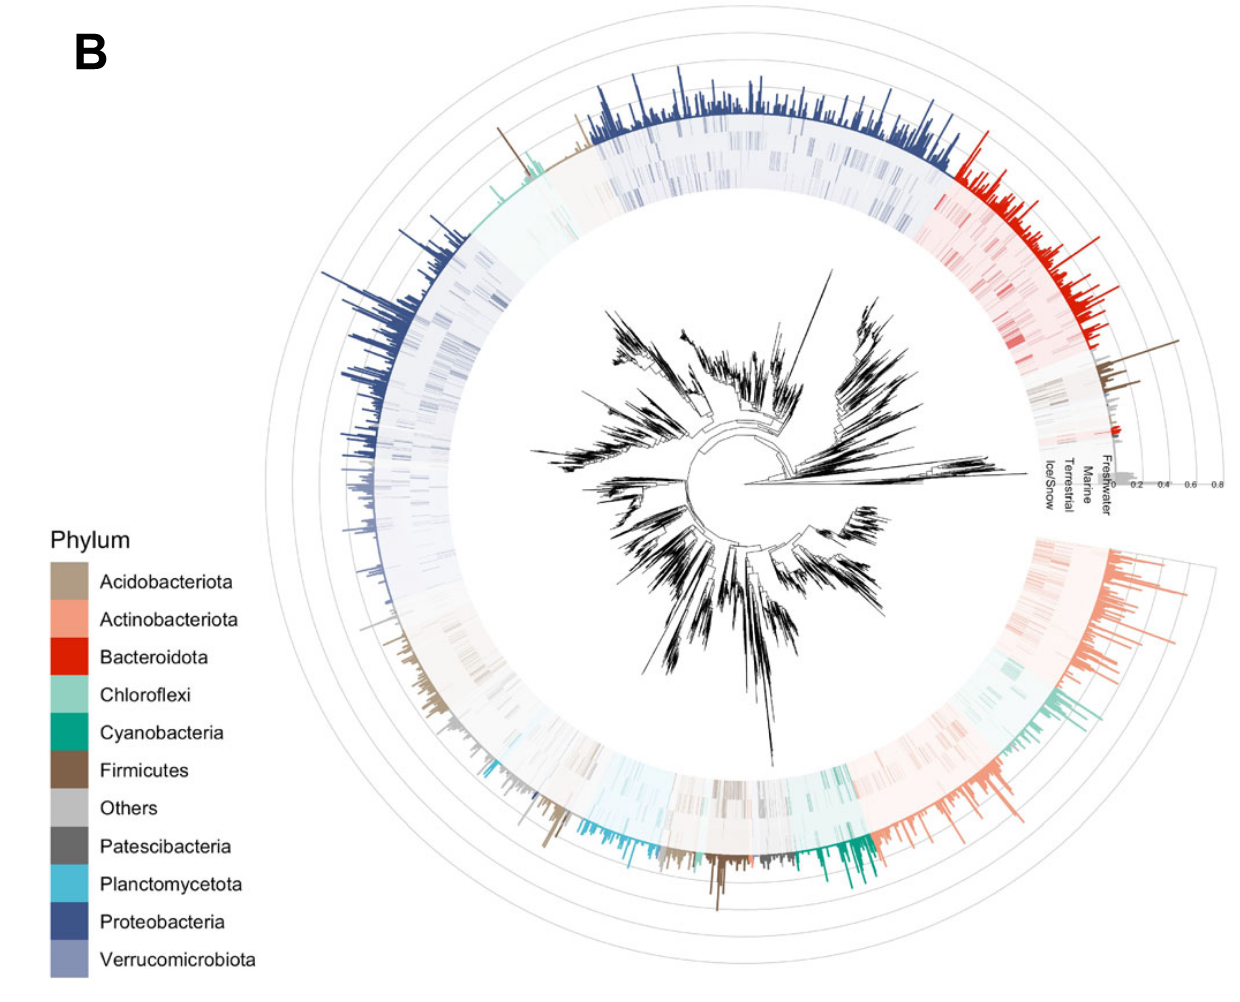 B
Ice/Snow
Terrestrial
Marine
Freshwater
0 0.2 0.4 0.6 0.8
Phylum
Acidobacteriota
Actinobacteriota
Bacteroidota
Chloroflexi
Cyanobacteria
Firmicutes
Others
Patescibacteria
Planctomycetota
Proteobacteria
Verrucomicrobiota